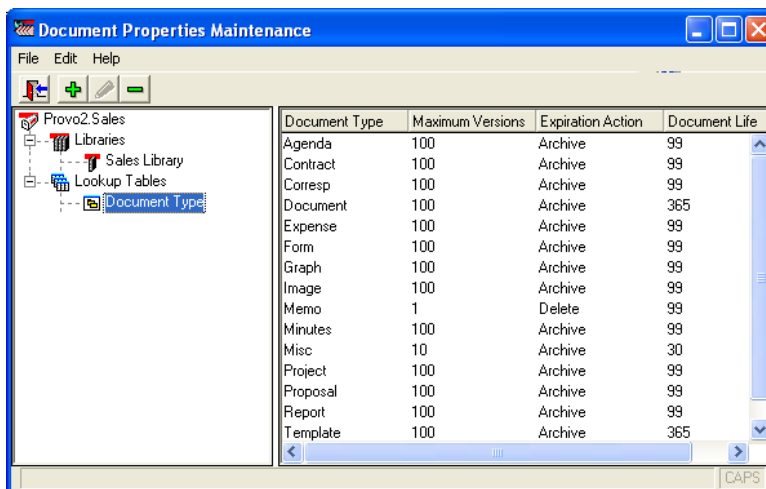 Document Properties Maintenance
File Edit Help
Provo2.Sales
Libraries
Sales Library
Lookup Tables
Document Type
Document Type Maximum Versions Expiration Action Document Life
Agenda 100 Archive 99
Contract 100 Archive 99
Corresp 100 Archive 99
Document 100 Archive 365
Expense 100 Archive 99
Form 100 Archive 99
Graph 100 Archive 99
Image 100 Archive 99
Memo 1 Delete 99
Minutes 100 Archive 99
Misc 10 Archive 30
Project 100 Archive 99
Proposal 100 Archive 99
Report 100 Archive 99
Template 100 Archive 365
CAPS